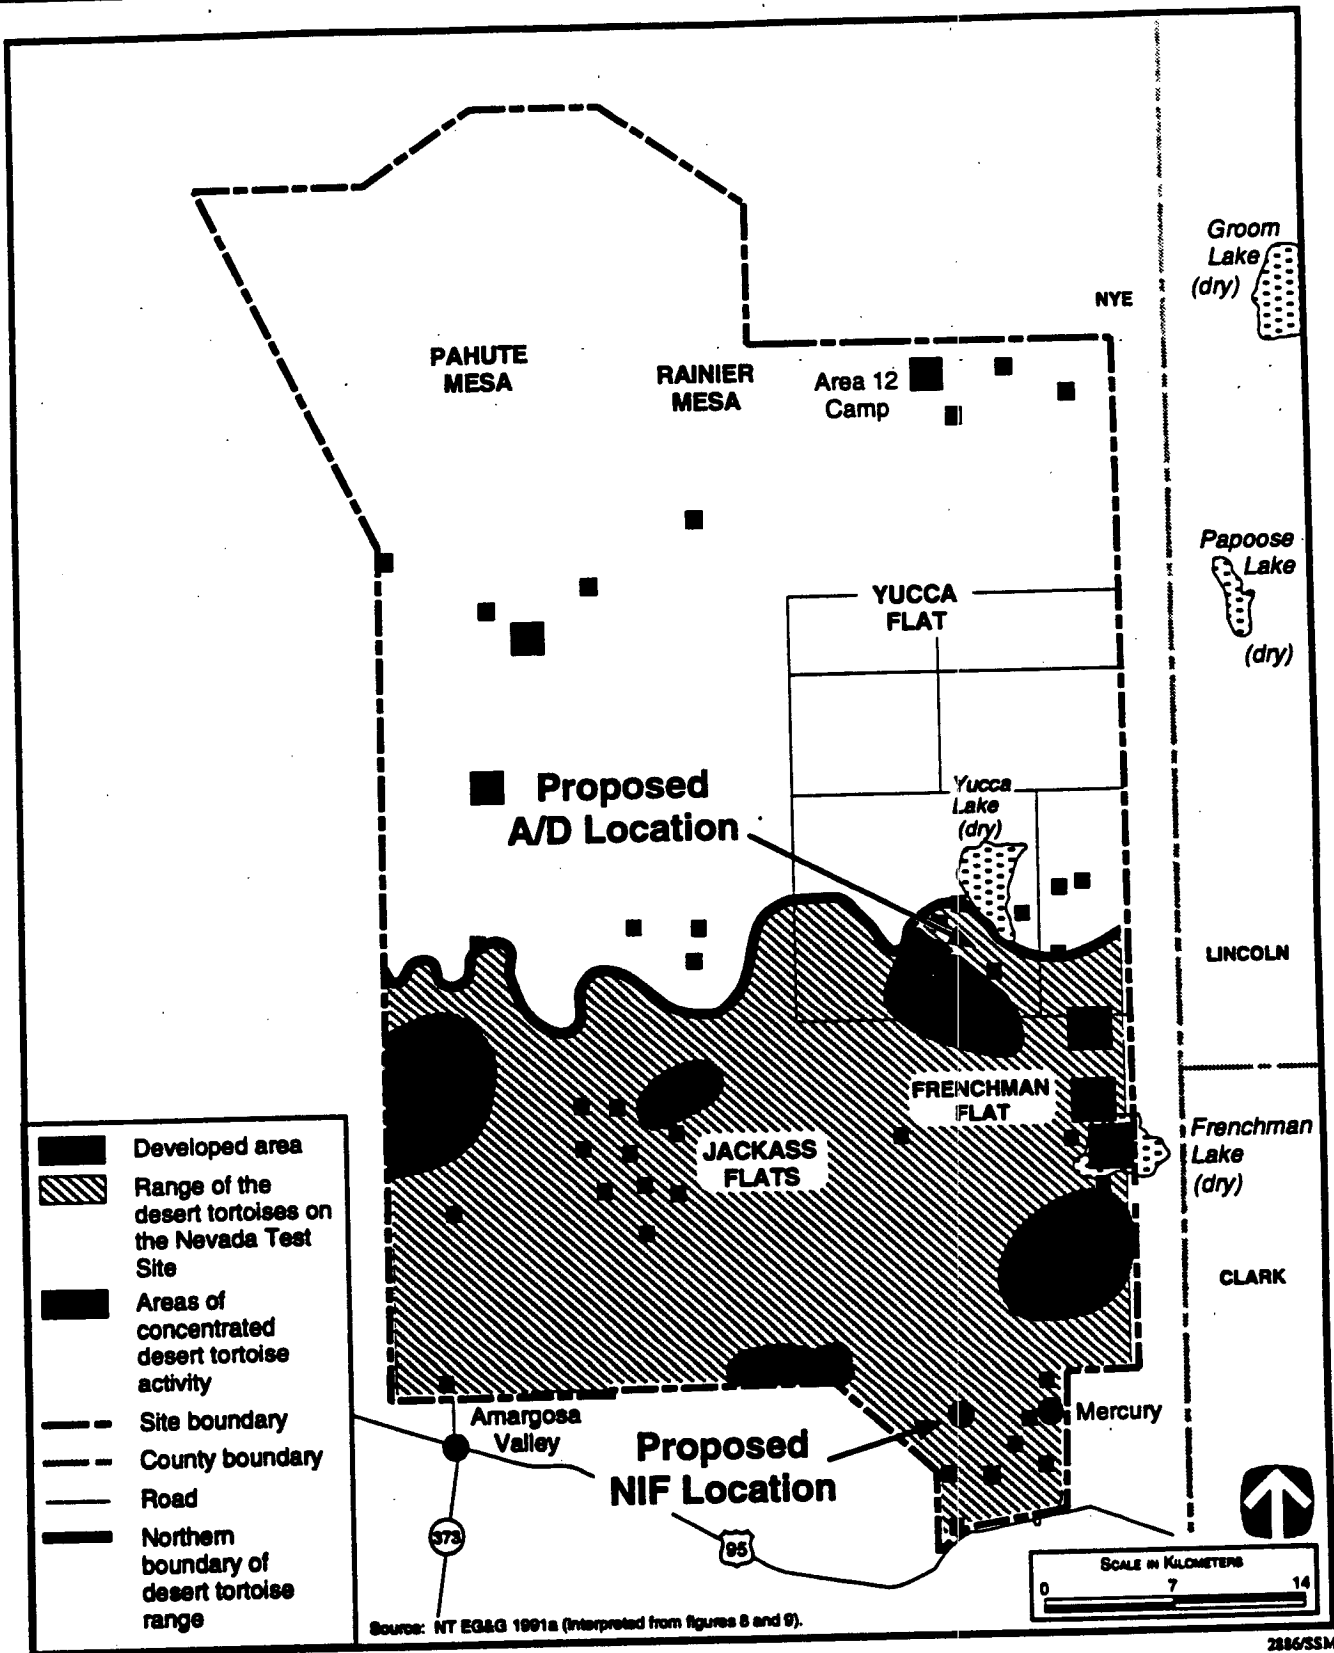 Groom
Lake
(dry)
NYE
PAHUTE
MESA
RAINIER
MESA
Area 12
Camp
Papoose
Lake
(dry)
YUCCA
FLAT
Proposed
A/D Location
Yucca
Lake
(dry)
LINCOLN
FRENCHMAN
FLAT
JACKASS
FLATS
Frenchman
Lake
(dry)
CLARK
Developed area
Range of the
desert tortoises on
the Nevada Test
Site
Areas of
concentrated
desert tortoise
activity
Site boundary
County boundary
Road
Northern
boundary of
desert tortoise
range
Amargosa
Valley
Mercury
Proposed
NIF Location
373
95
SCALE IN KILOMETERS
0 7 14
Source: NT EG&G 1991a (interpreted from figures 8 and 9).
2886/SSM